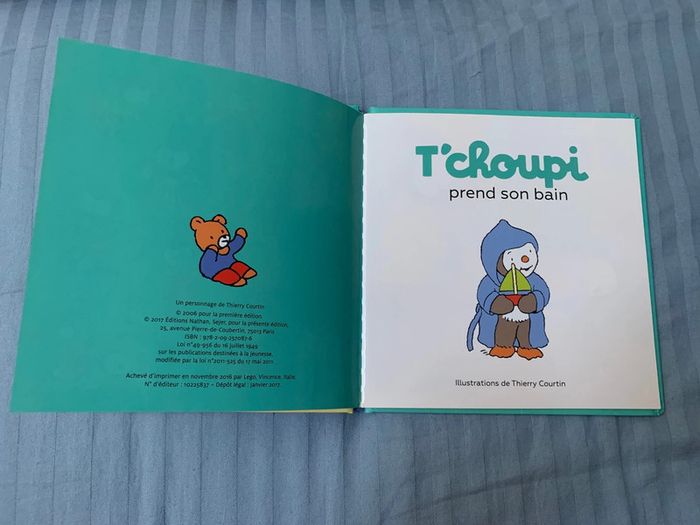 Un personnage de Thierry Courtin
© 2006 pour la première édition
© 2017 Éditions Nathan, Sejer, pour la présente édition,
25, avenue Pierre-de-Coubertin, 75013 Paris
ISBN : 978-2-09-257087-6
Loi n°49-956 du 16 juillet 1949
sur les publications destinées à la jeunesse,
modifiée par la loi n°2011-525 du 17 mai 2011.
Achevé d'imprimer en novembre 2016 par Lego, Vincence, Italie.
N° d'éditeur : 10225837 – Dépôt légal : janvier 2017
T'choupi
prend son bain
Illustrations de Thierry Courtin